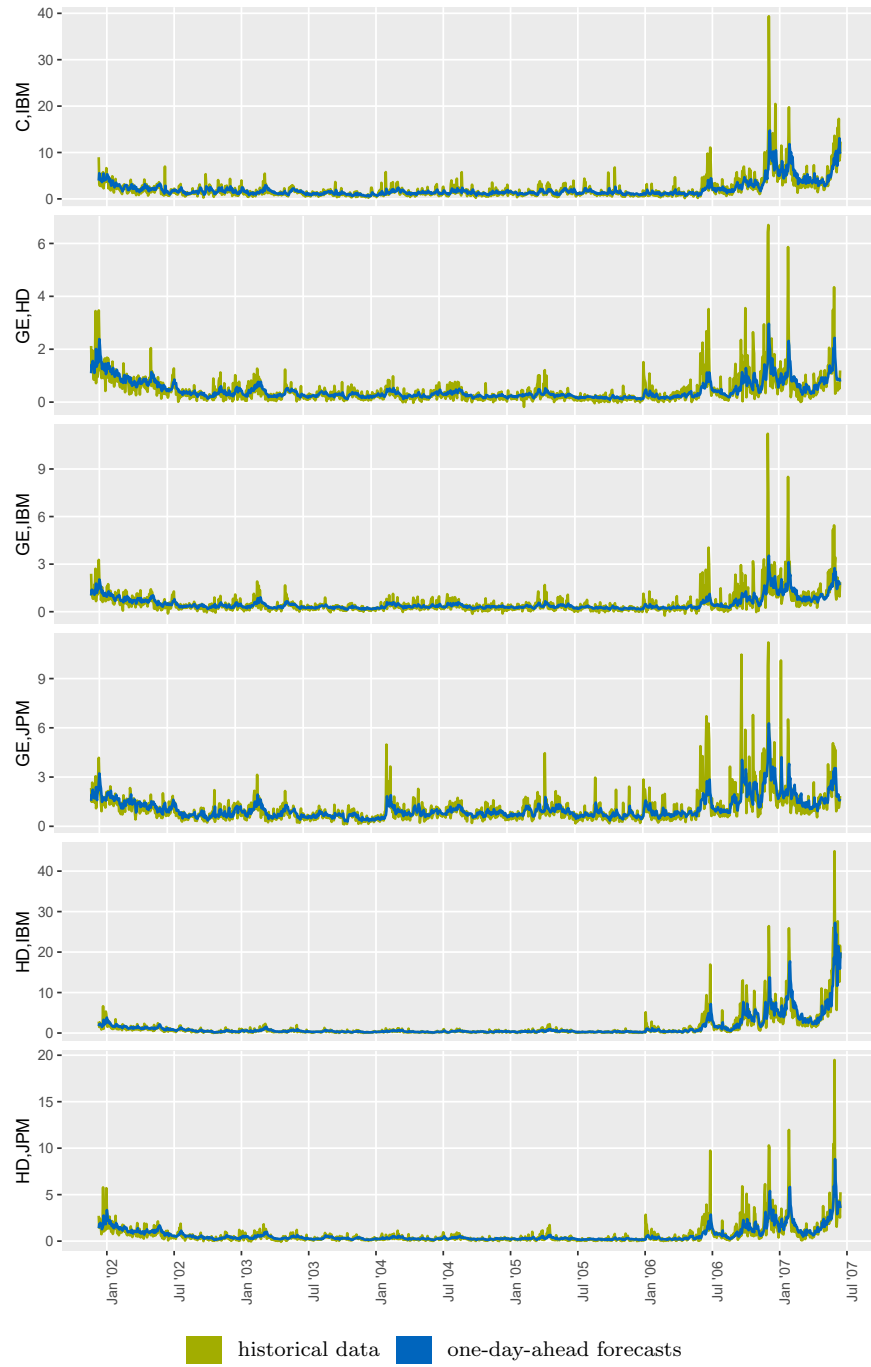 C,IBM
40
30
20
10
0
GE,HD
6
4
2
0
GE,IBM
9
6
3
0
GE,JPM
9
6
3
0
HD,IBM
40
30
20
10
0
HD,JPM
20
15
10
5
0
Jan '02
Jul '02
Jan '03
Jul '03
Jan '04
Jul '04
Jan '05
Jul '05
Jan '06
Jul '06
Jan '07
Jul '07
historical data one-day-ahead forecasts